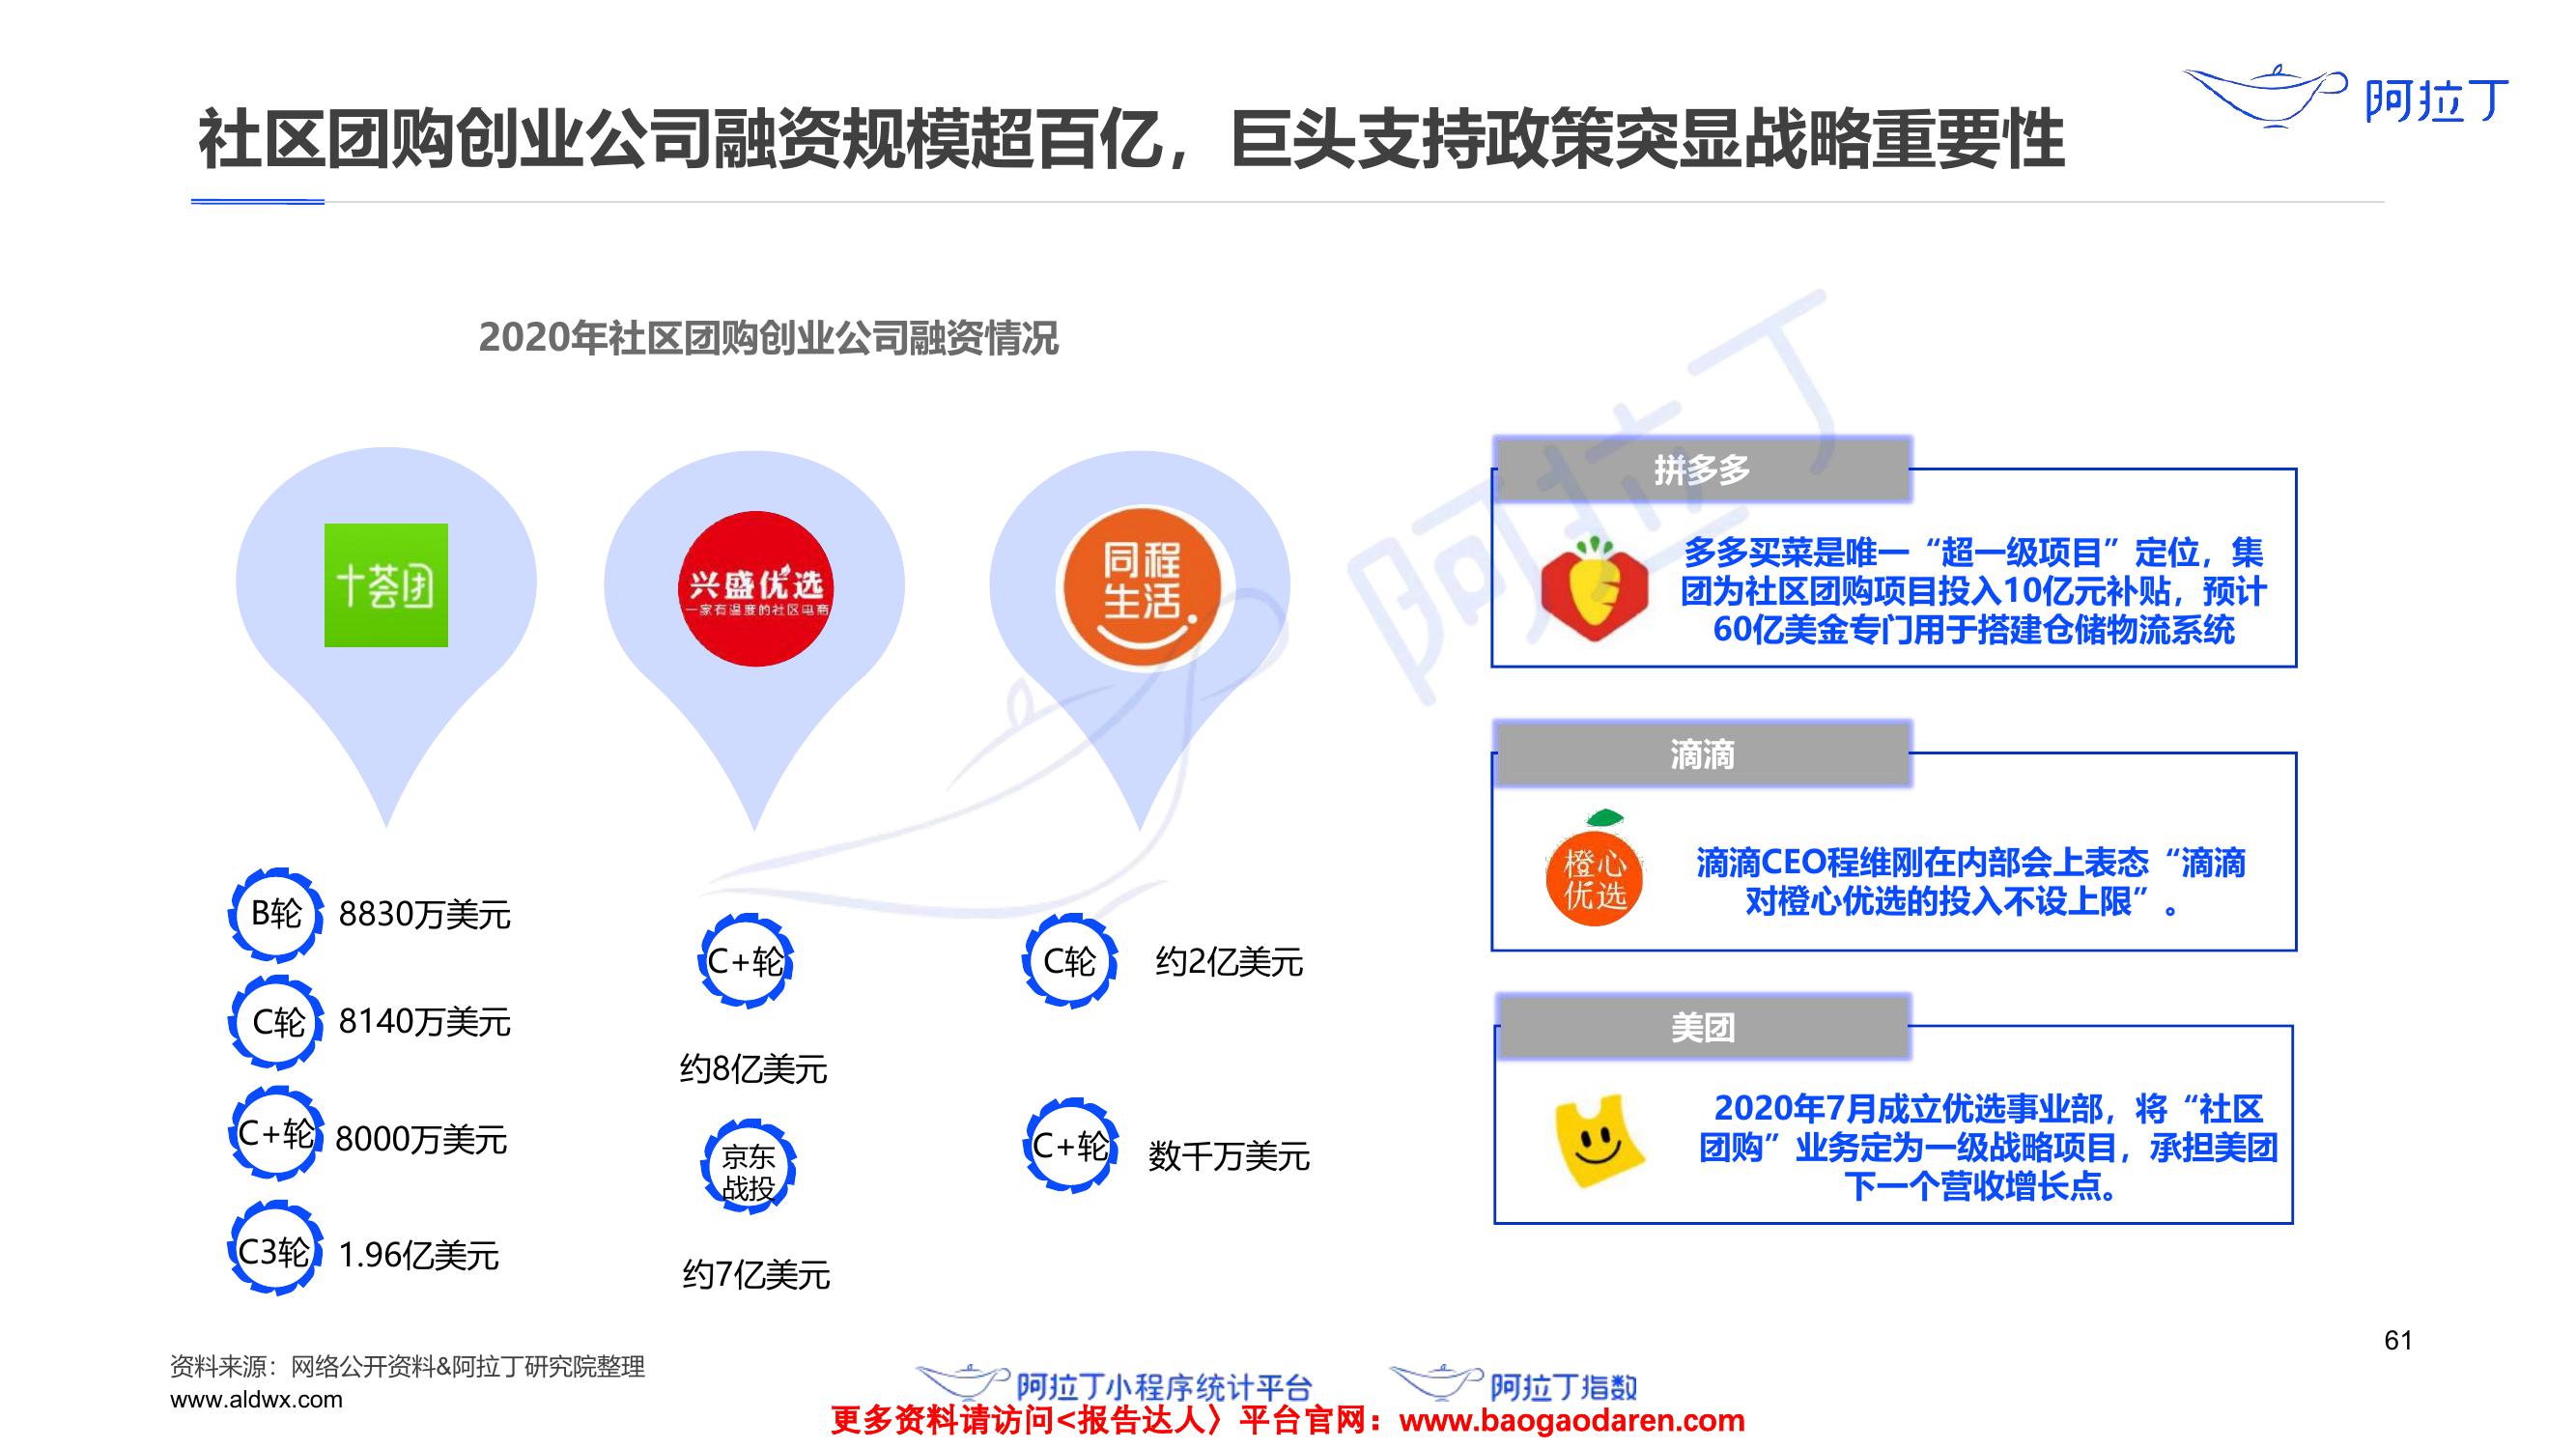 阿拉丁
社区团购创业公司融资规模超百亿，巨头支持政策突显战略重要性
2020年社区团购创业公司融资情况
十荟团
兴盛优选
一家有温度的社区电商
同程
生活
B轮 8830万美元
C轮 8140万美元
C+轮 8000万美元
C3轮 1.96亿美元
C+轮
约8亿美元
京东
战投
约7亿美元
C轮 约2亿美元
C+轮 数千万美元
拼多多
多多买菜是唯一“超一级项目”定位，集
团为社区团购项目投入10亿元补贴，预计
60亿美金专门用于搭建仓储物流系统
滴滴
橙心
优选
滴滴CEO程维刚在内部会上表态“滴滴
对橙心优选的投入不设上限”。
美团
2020年7月成立优选事业部，将“社区
团购”业务定为一级战略项目，承担美团
下一个营收增长点。
阿拉丁
61
资料来源：网络公开资料&阿拉丁研究院整理
www.aldwx.com
阿拉丁小程序统计平台
阿拉丁指数
更多资料请访问<报告达人〉平台官网：www.baogaodaren.com